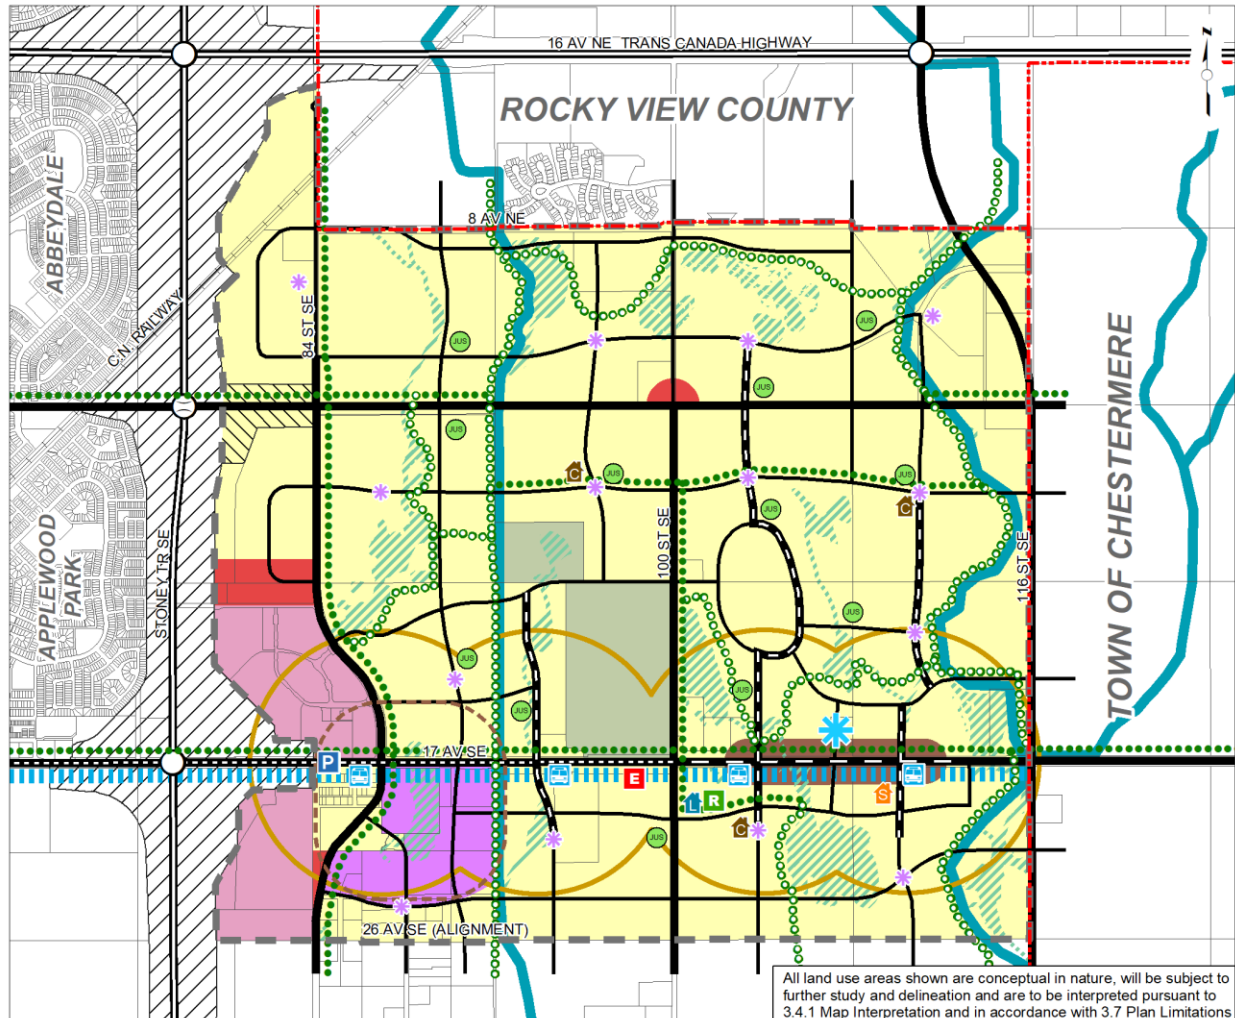 16 AV NE TRANS CANADA HIGHWAY
N
ROCKY VIEW COUNTY
ABBEYDALE
8 AV NE
C.N. RAILWAY
84 ST SE
JUS
JUS
JUS
JUS
TOWN OF CHESTERMERE
C
JUS
JUS
C
JUS
APPLEWOOD
PARK
STONEY TR SE
100 ST SE
116 ST SE
JUS
JUS
JUS
JUS
17 AV SE
P
E
L
R
S
C
JUS
26 AV SE (ALIGNMENT)
All land use areas shown are conceptual in nature, will be subject to
further study and delineation and are to be interpreted pursuant to
3.4.1 Map Interpretation and in accordance with 3.7 Plan Limitations